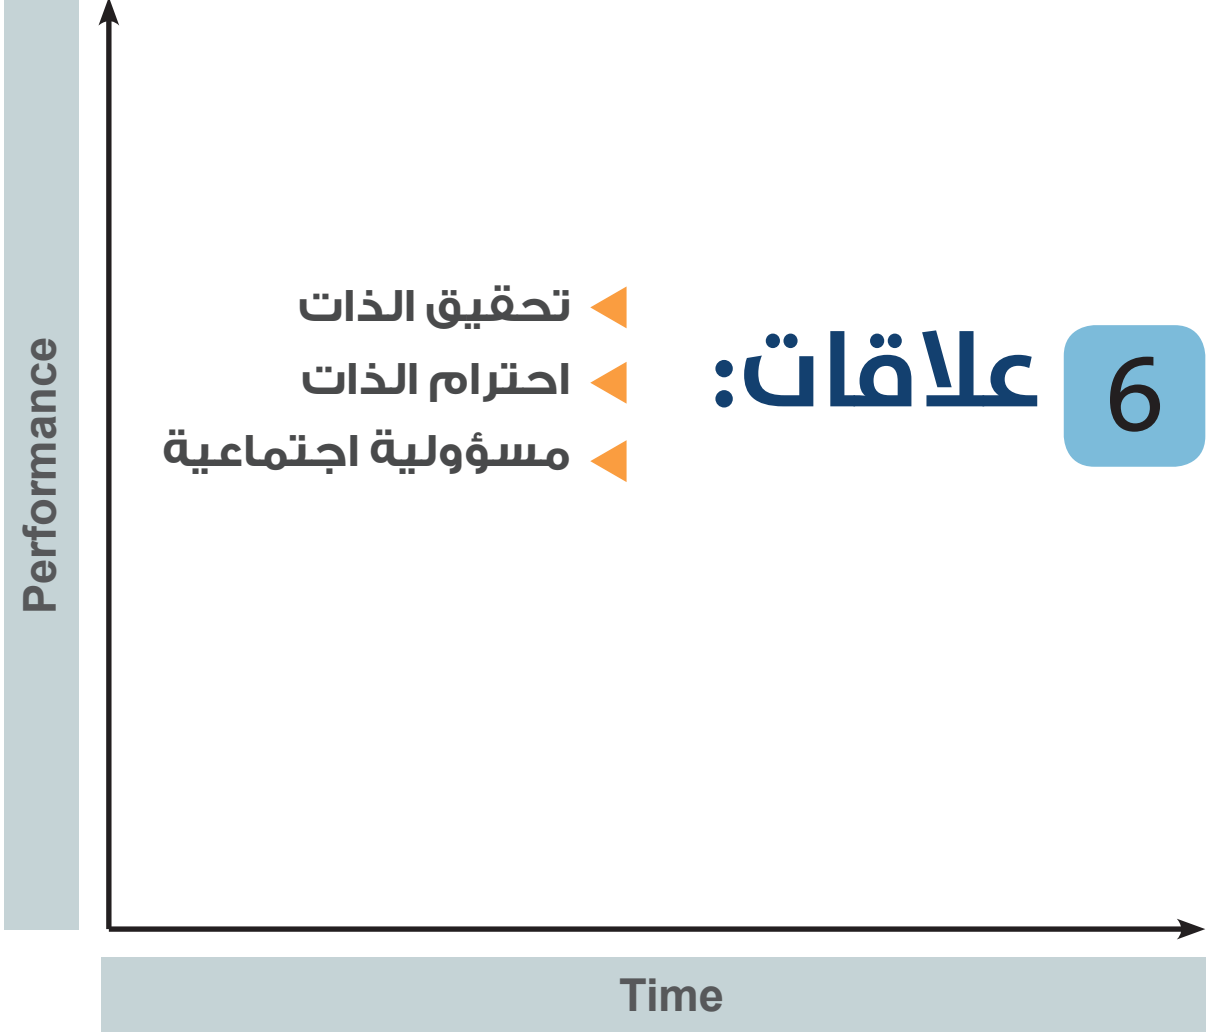 6 علاقات:
تحقيق الذات
احترام الذات
مسؤولية اجتماعية
Performance
Time